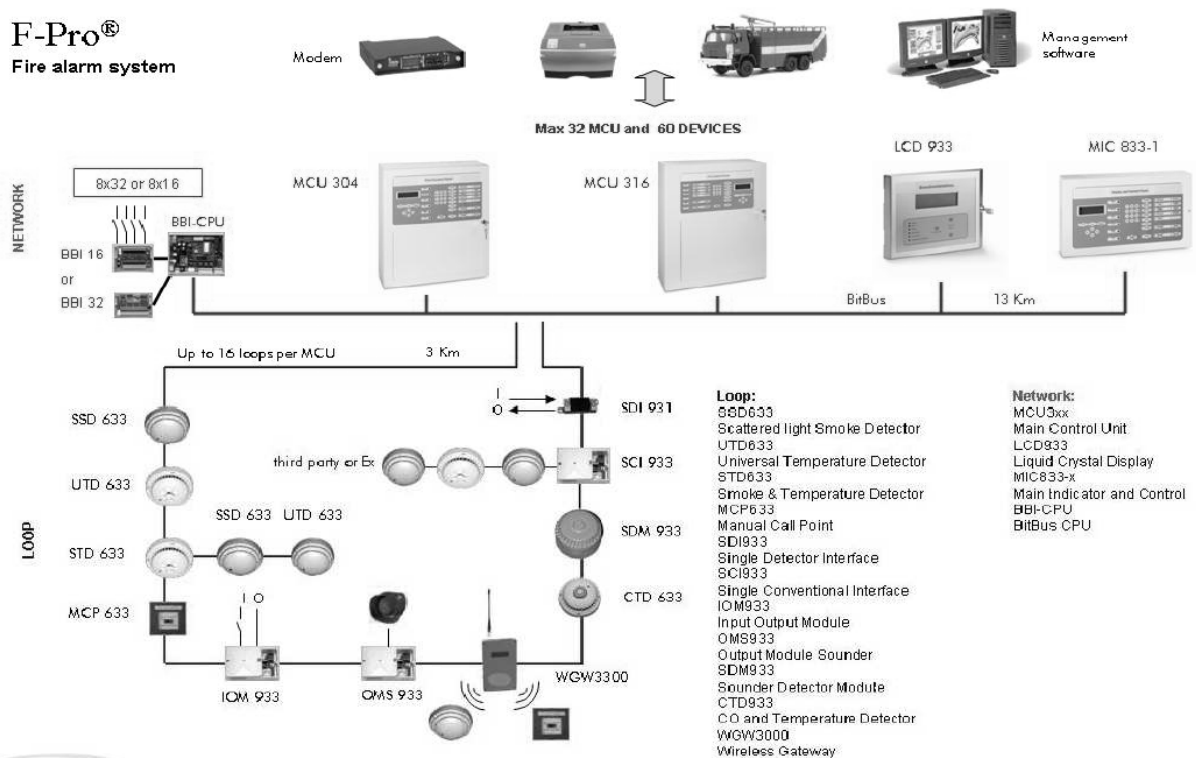 F-Pro®
Fire alarm system
Modem
Management
software
Max 32 MCU and 60 DEVICES
NETWORK
8x32 or 8x16
BBI-CPU
BBI 16
or
BBI 32
MCU 304
MCU 316
LCD 933
MIC 833-1
BitBus
13 Km
Up to 16 loops per MCU
3 Km
LOOP
SSD 633
UTD 633
STD 633
SSD 633 UTD 633
MCP 633
I O
IOM 933
OMS 933
WGW3300
I
O
SDI 931
third party or Ex
SCI 933
SDM 933
CTD 633
Loop:
SSD633
Scattered light Smoke Detector
UTD633
Universal Temperature Detector
STD633
Smoke & Temperature Detector
MCP633
Manual Call Point
SDI933
Single Detector Interface
SCI933
Single Conventional Interface
IOM933
Input Output Module
OMS933
Output Module Sounder
SDM933
Sounder Detector Module
CTD933
CO and Temperature Detector
WGW3000
Wireless Gateway
Network:
MCU3xx
Main Control Unit
LCD933
Liquid Crystal Display
MIC833-x
Main Indicator and Control
BBI-CPU
BitBus CPU